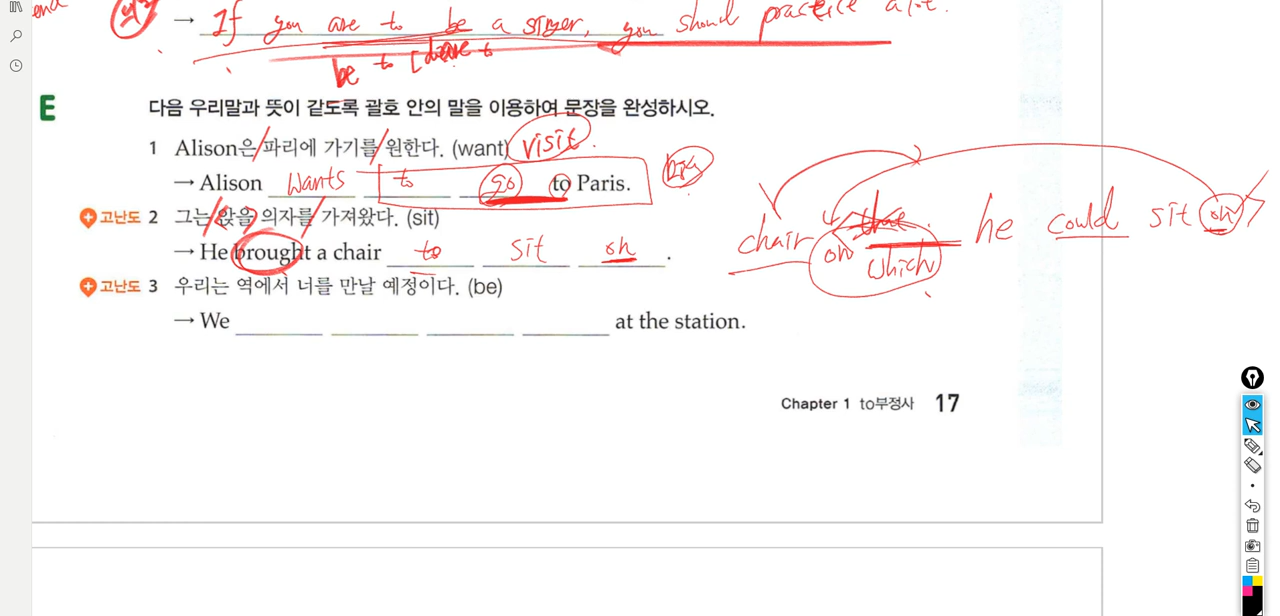 → If you are to be a singer, you should practice a lot.
be to
E 다음 우리말과 뜻이 같도록 괄호 안의 말을 이용하여 문장을 완성하시오.
1 Alison은/파리에 가기를/원한다. (want) visit
→ Alison wants to go to Paris.
고난도 2 그는/앉을 의자를/가져왔다. (sit)
→ He brought a chair to sit on.
chair on which he could sit on
고난도 3 우리는 역에서 너를 만날 예정이다. (be)
→ We ____ ____ ____ ____ at the station.
Chapter 1 to부정사 17